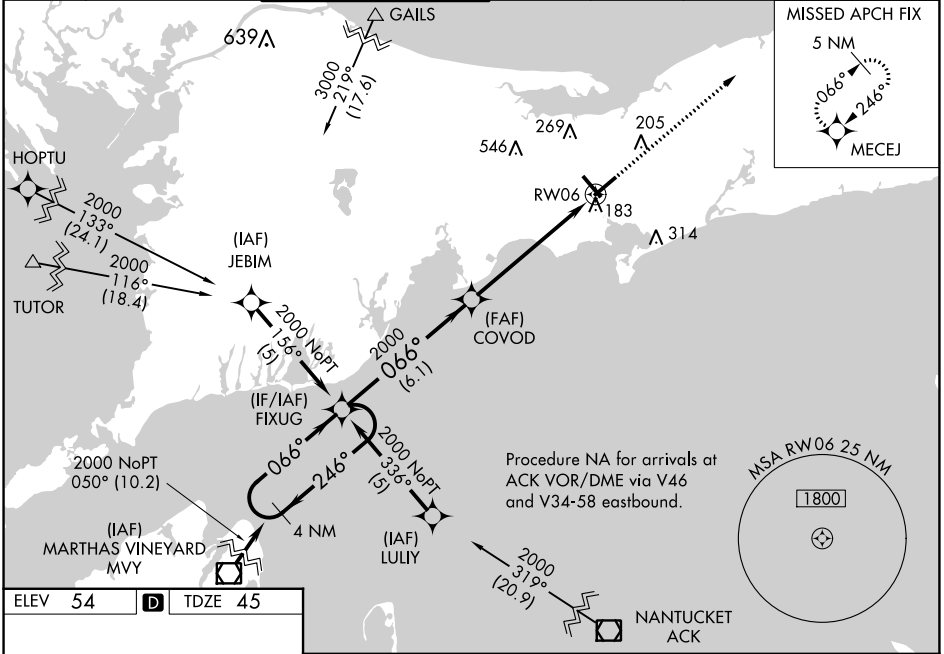 GAILS
639
3000
219°
(17.6)
MISSED APCH FIX
5 NM
066°
246°
MECEJ
HOPTU
2000
133°
(24.1)
2000
116°
(18.4)
TUTOR
(IAF)
JEBIM
2000 NoPT
156°
(5)
546
269
205
RW06
183
314
(FAF)
COVOD
2000
066°
(6.1)
(IF/IAF)
FIXUG
066°
246°
4 NM
2000 NoPT
336°
(5)
(IAF)
LULIY
2000 NoPT
050° (10.2)
(IAF)
MARTHAS VINEYARD
MVY
Procedure NA for arrivals at
ACK VOR/DME via V46
and V34-58 eastbound.
MSA RW06 25 NM
1800
2000
319°
(20.9)
NANTUCKET
ACK
ELEV 54 D TDZE 45